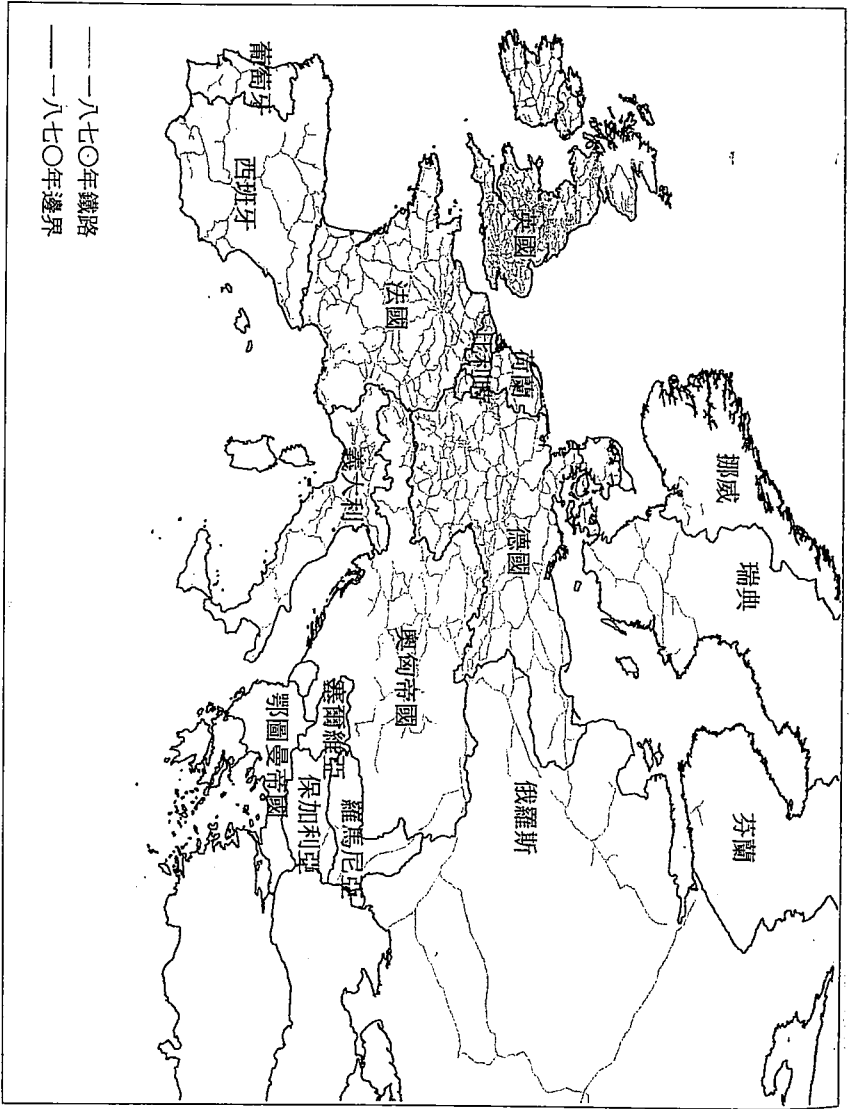 一八七〇年鐵路
一八七〇年邊界
葡萄牙
西班牙
英國
法國
比利時
荷蘭
挪威
瑞典
芬蘭
德國
義大利
奧匈帝國
俄羅斯
塞爾維亞
羅馬尼亞
保加利亞
鄂圖曼帝國